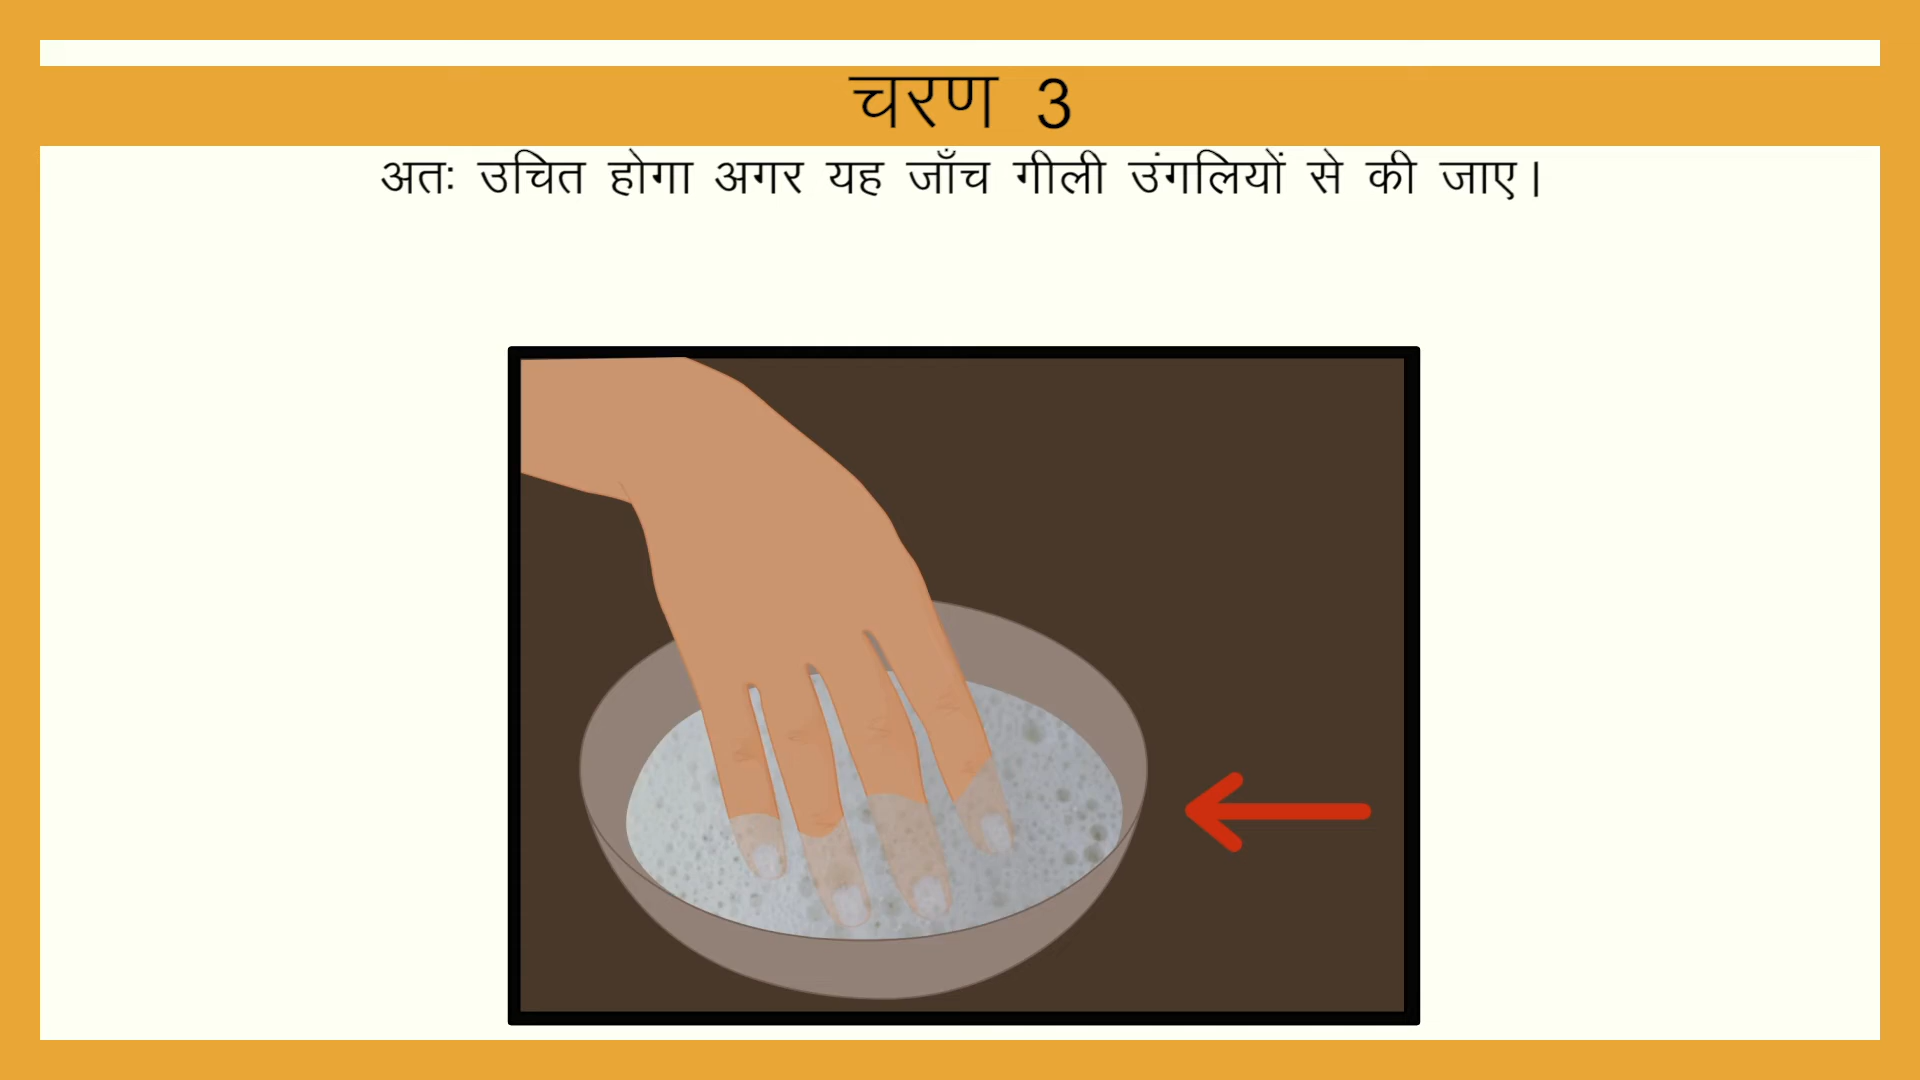 चरण 3
अतः उचित होगा अगर यह जाँच गीली उंगलियों से की जाए।